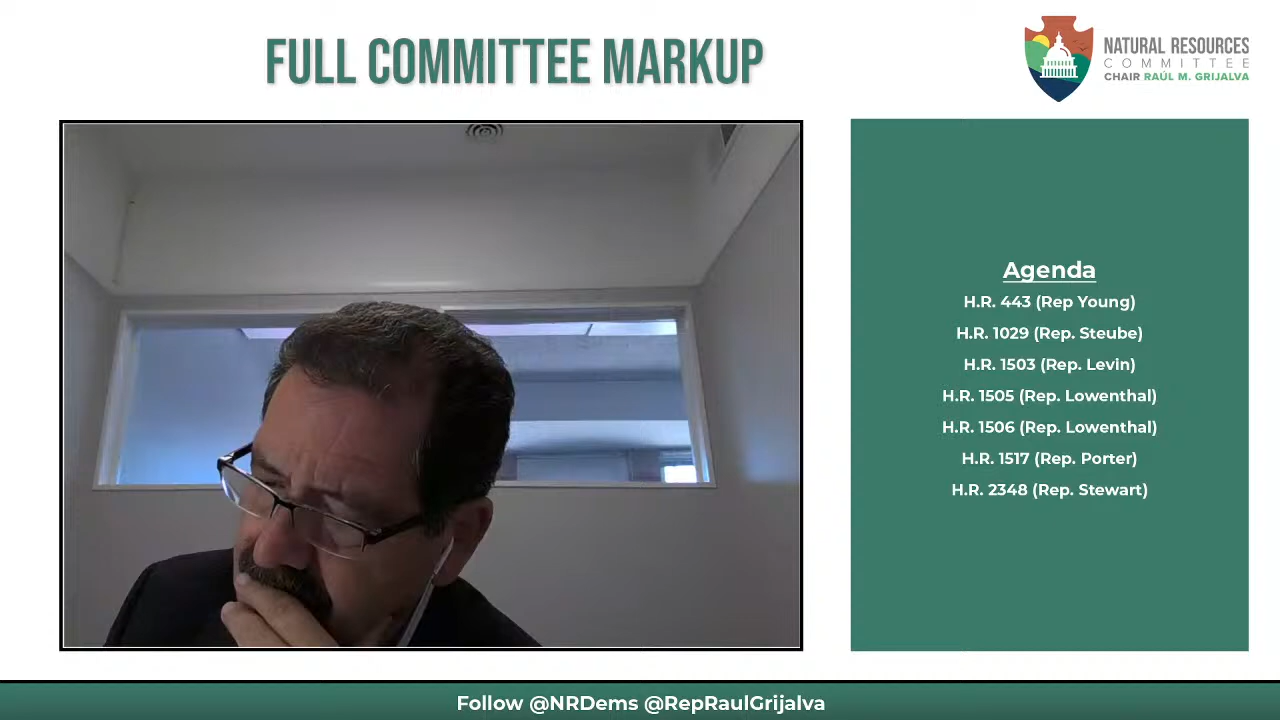 FULL COMMITTEE MARKUP
NATURAL RESOURCES
COMMITTEE
CHAIR RAÚL M. GRIJALVA
Agenda
H.R. 443 (Rep Young)
H.R. 1029 (Rep. Steube)
H.R. 1503 (Rep. Levin)
H.R. 1505 (Rep. Lowenthal)
H.R. 1506 (Rep. Lowenthal)
H.R. 1517 (Rep. Porter)
H.R. 2348 (Rep. Stewart)
Follow @NRDems @RepRaulGrijalva